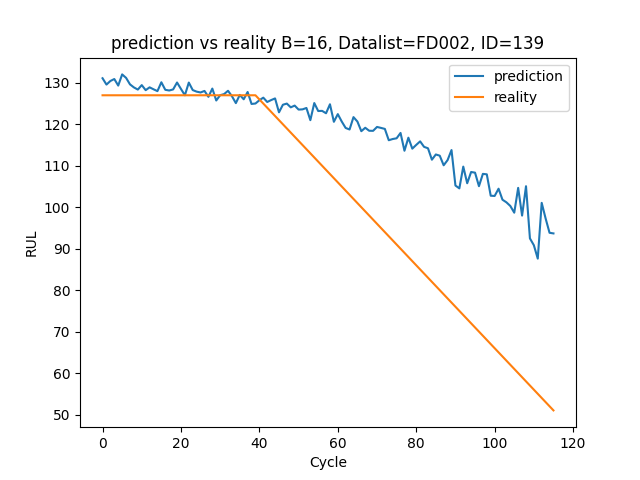 prediction vs reality B=16, Datalist=FD002, ID=139
prediction
reality
RUL
130
120
110
100
90
80
70
60
50
0 20 40 60 80 100 120
Cycle